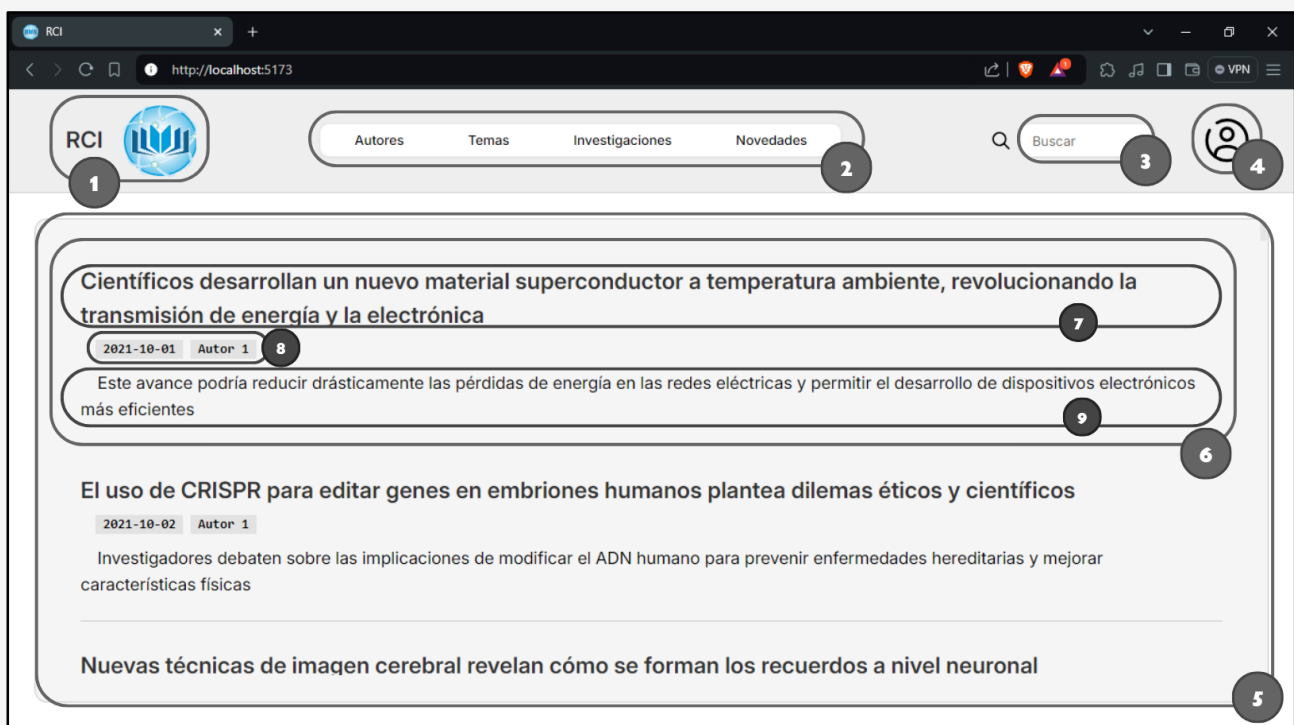 RCI
http://localhost:5173
1
VPN
RCI
Autores Temas Investigaciones Novedades
Buscar
1
2
3
4
Científicos desarrollan un nuevo material superconductor a temperatura ambiente, revolucionando la
transmisión de energía y la electrónica
7
2021-10-01 Autor 1
8
Este avance podría reducir drásticamente las pérdidas de energía en las redes eléctricas y permitir el desarrollo de dispositivos electrónicos
más eficientes
9
6
El uso de CRISPR para editar genes en embriones humanos plantea dilemas éticos y científicos
2021-10-02 Autor 1
Investigadores debaten sobre las implicaciones de modificar el ADN humano para prevenir enfermedades hereditarias y mejorar
características físicas
Nuevas técnicas de imagen cerebral revelan cómo se forman los recuerdos a nivel neuronal
5